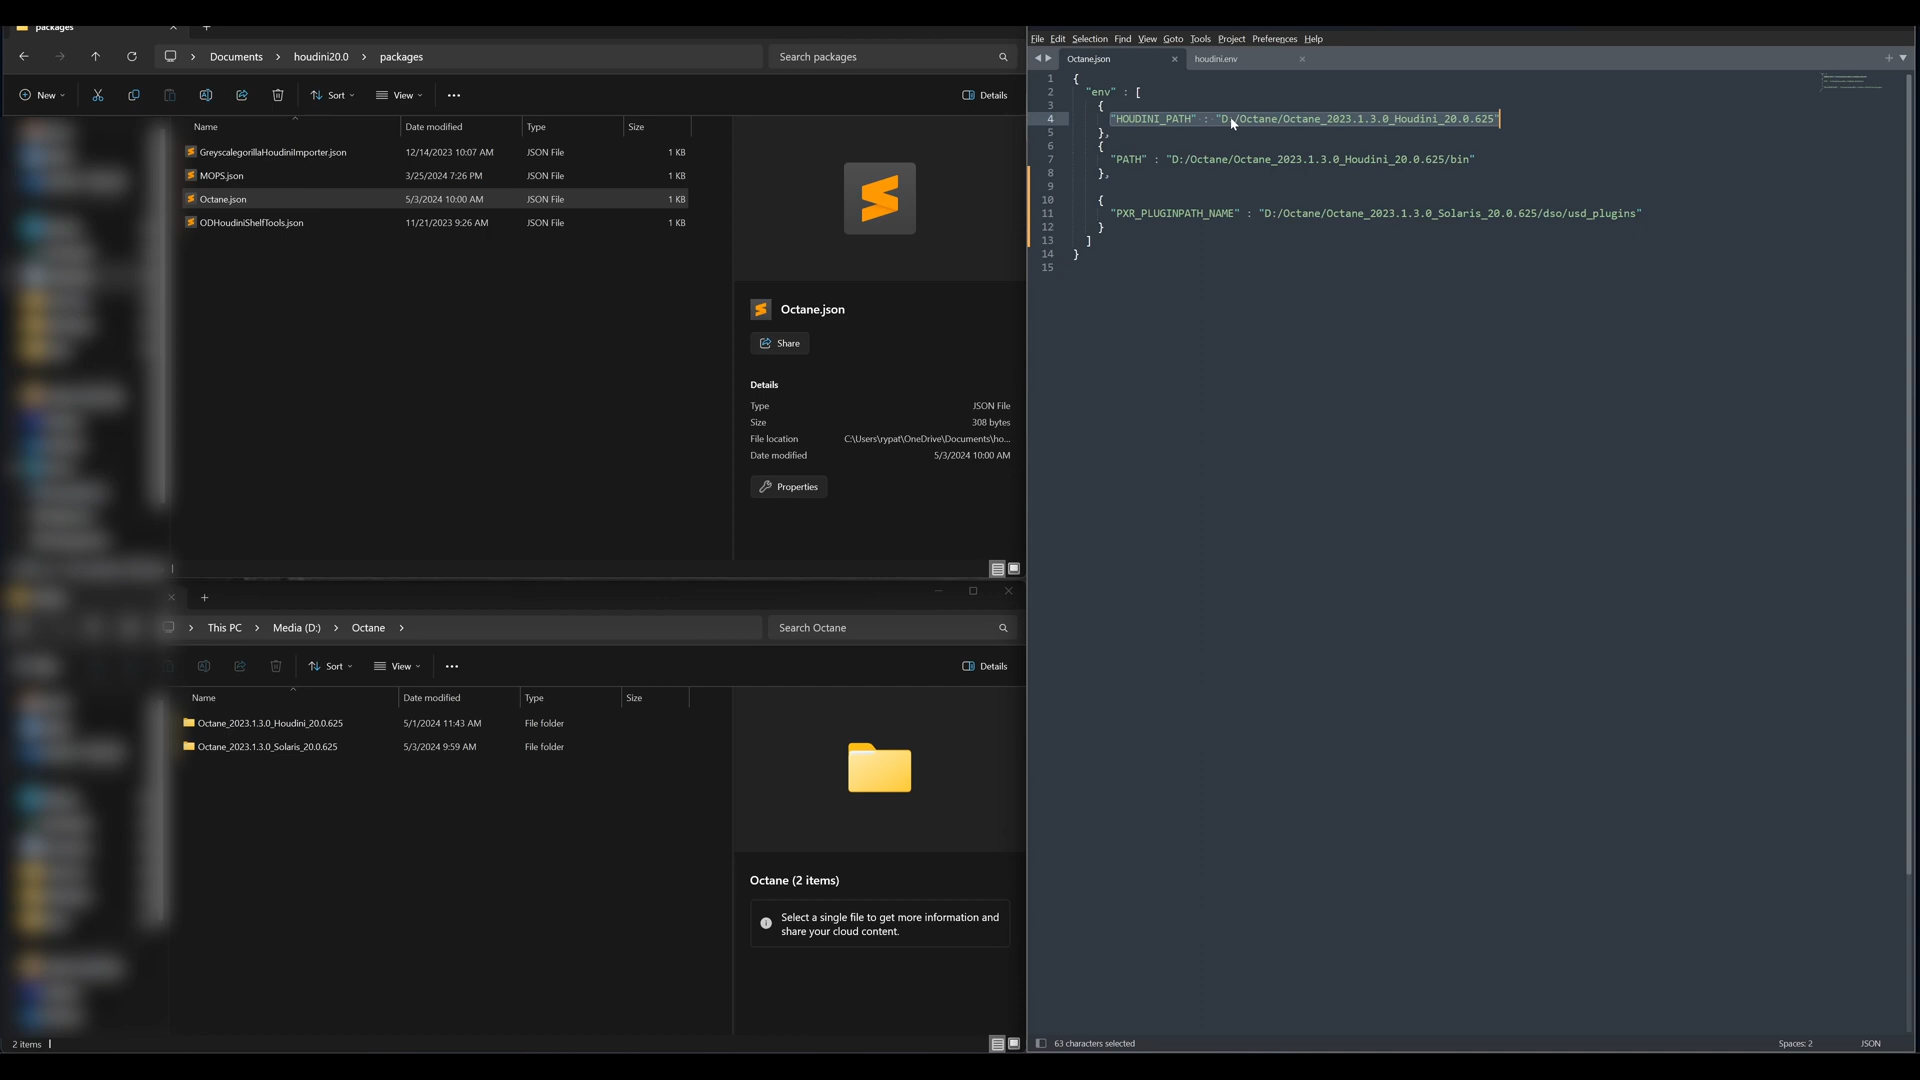 packages
Documents > houdini20.0 > packages
Search packages
New
Sort
View
Details
Name Date modified Type Size
GreyscalegorillaHoudiniImporter.json 12/14/2023 10:07 AM JSON File 1 KB
MOPS.json 3/25/2024 7:26 PM JSON File 1 KB
Octane.json 5/3/2024 10:00 AM JSON File 1 KB
ODHoudiniShelfTools.json 11/21/2023 9:26 AM JSON File 1 KB
Octane.json
Share
Details
Type JSON File
Size 308 bytes
File location C:\Users\rypat\OneDrive\Documents\ho...
Date modified 5/3/2024 10:00 AM
Properties
This PC > Media (D:) > Octane >
Search Octane
Sort
View
Details
Name Date modified Type Size
Octane_2023.1.3.0_Houdini_20.0.625 5/1/2024 11:43 AM File folder
Octane_2023.1.3.0_Solaris_20.0.625 5/3/2024 9:59 AM File folder
Octane (2 items)
Select a single file to get more information and
share your cloud content.
2 items
File Edit Selection Find View Goto Tools Project Preferences Help
Octane.json houdini.env
1 {
2 "env" : [
3 {
4 "HOUDINI_PATH" : "D:/Octane/Octane_2023.1.3.0_Houdini_20.0.625"
5 },
6 {
7 "PATH" : "D:/Octane/Octane_2023.1.3.0_Houdini_20.0.625/bin"
8 },
9
10 {
11 "PXR_PLUGINPATH_NAME" : "D:/Octane/Octane_2023.1.3.0_Solaris_20.0.625/dso/usd_plugins"
12 }
13 ]
14 }
15
63 characters selected
Spaces: 2
JSON